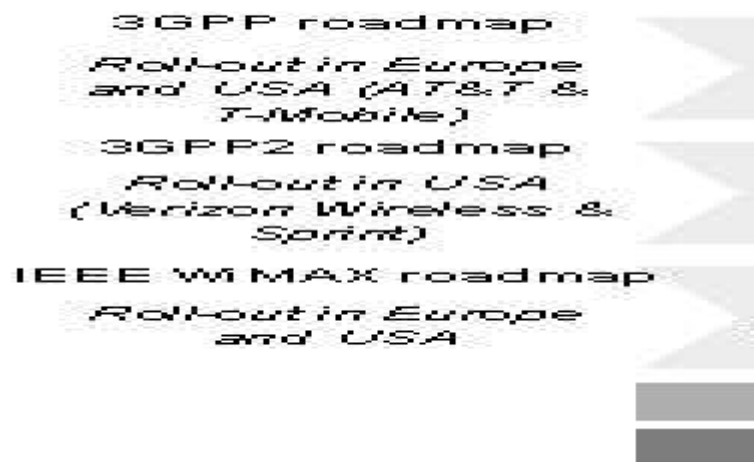 3GPP roadmap
Roll-out in Europe
and USA (AT&T &
T-Mobile)
3GPP2 roadmap
Roll-out in USA
(Verizon Wireless &
Sprint)
IEEE WiMAX roadmap
Roll-out in Europe
and USA